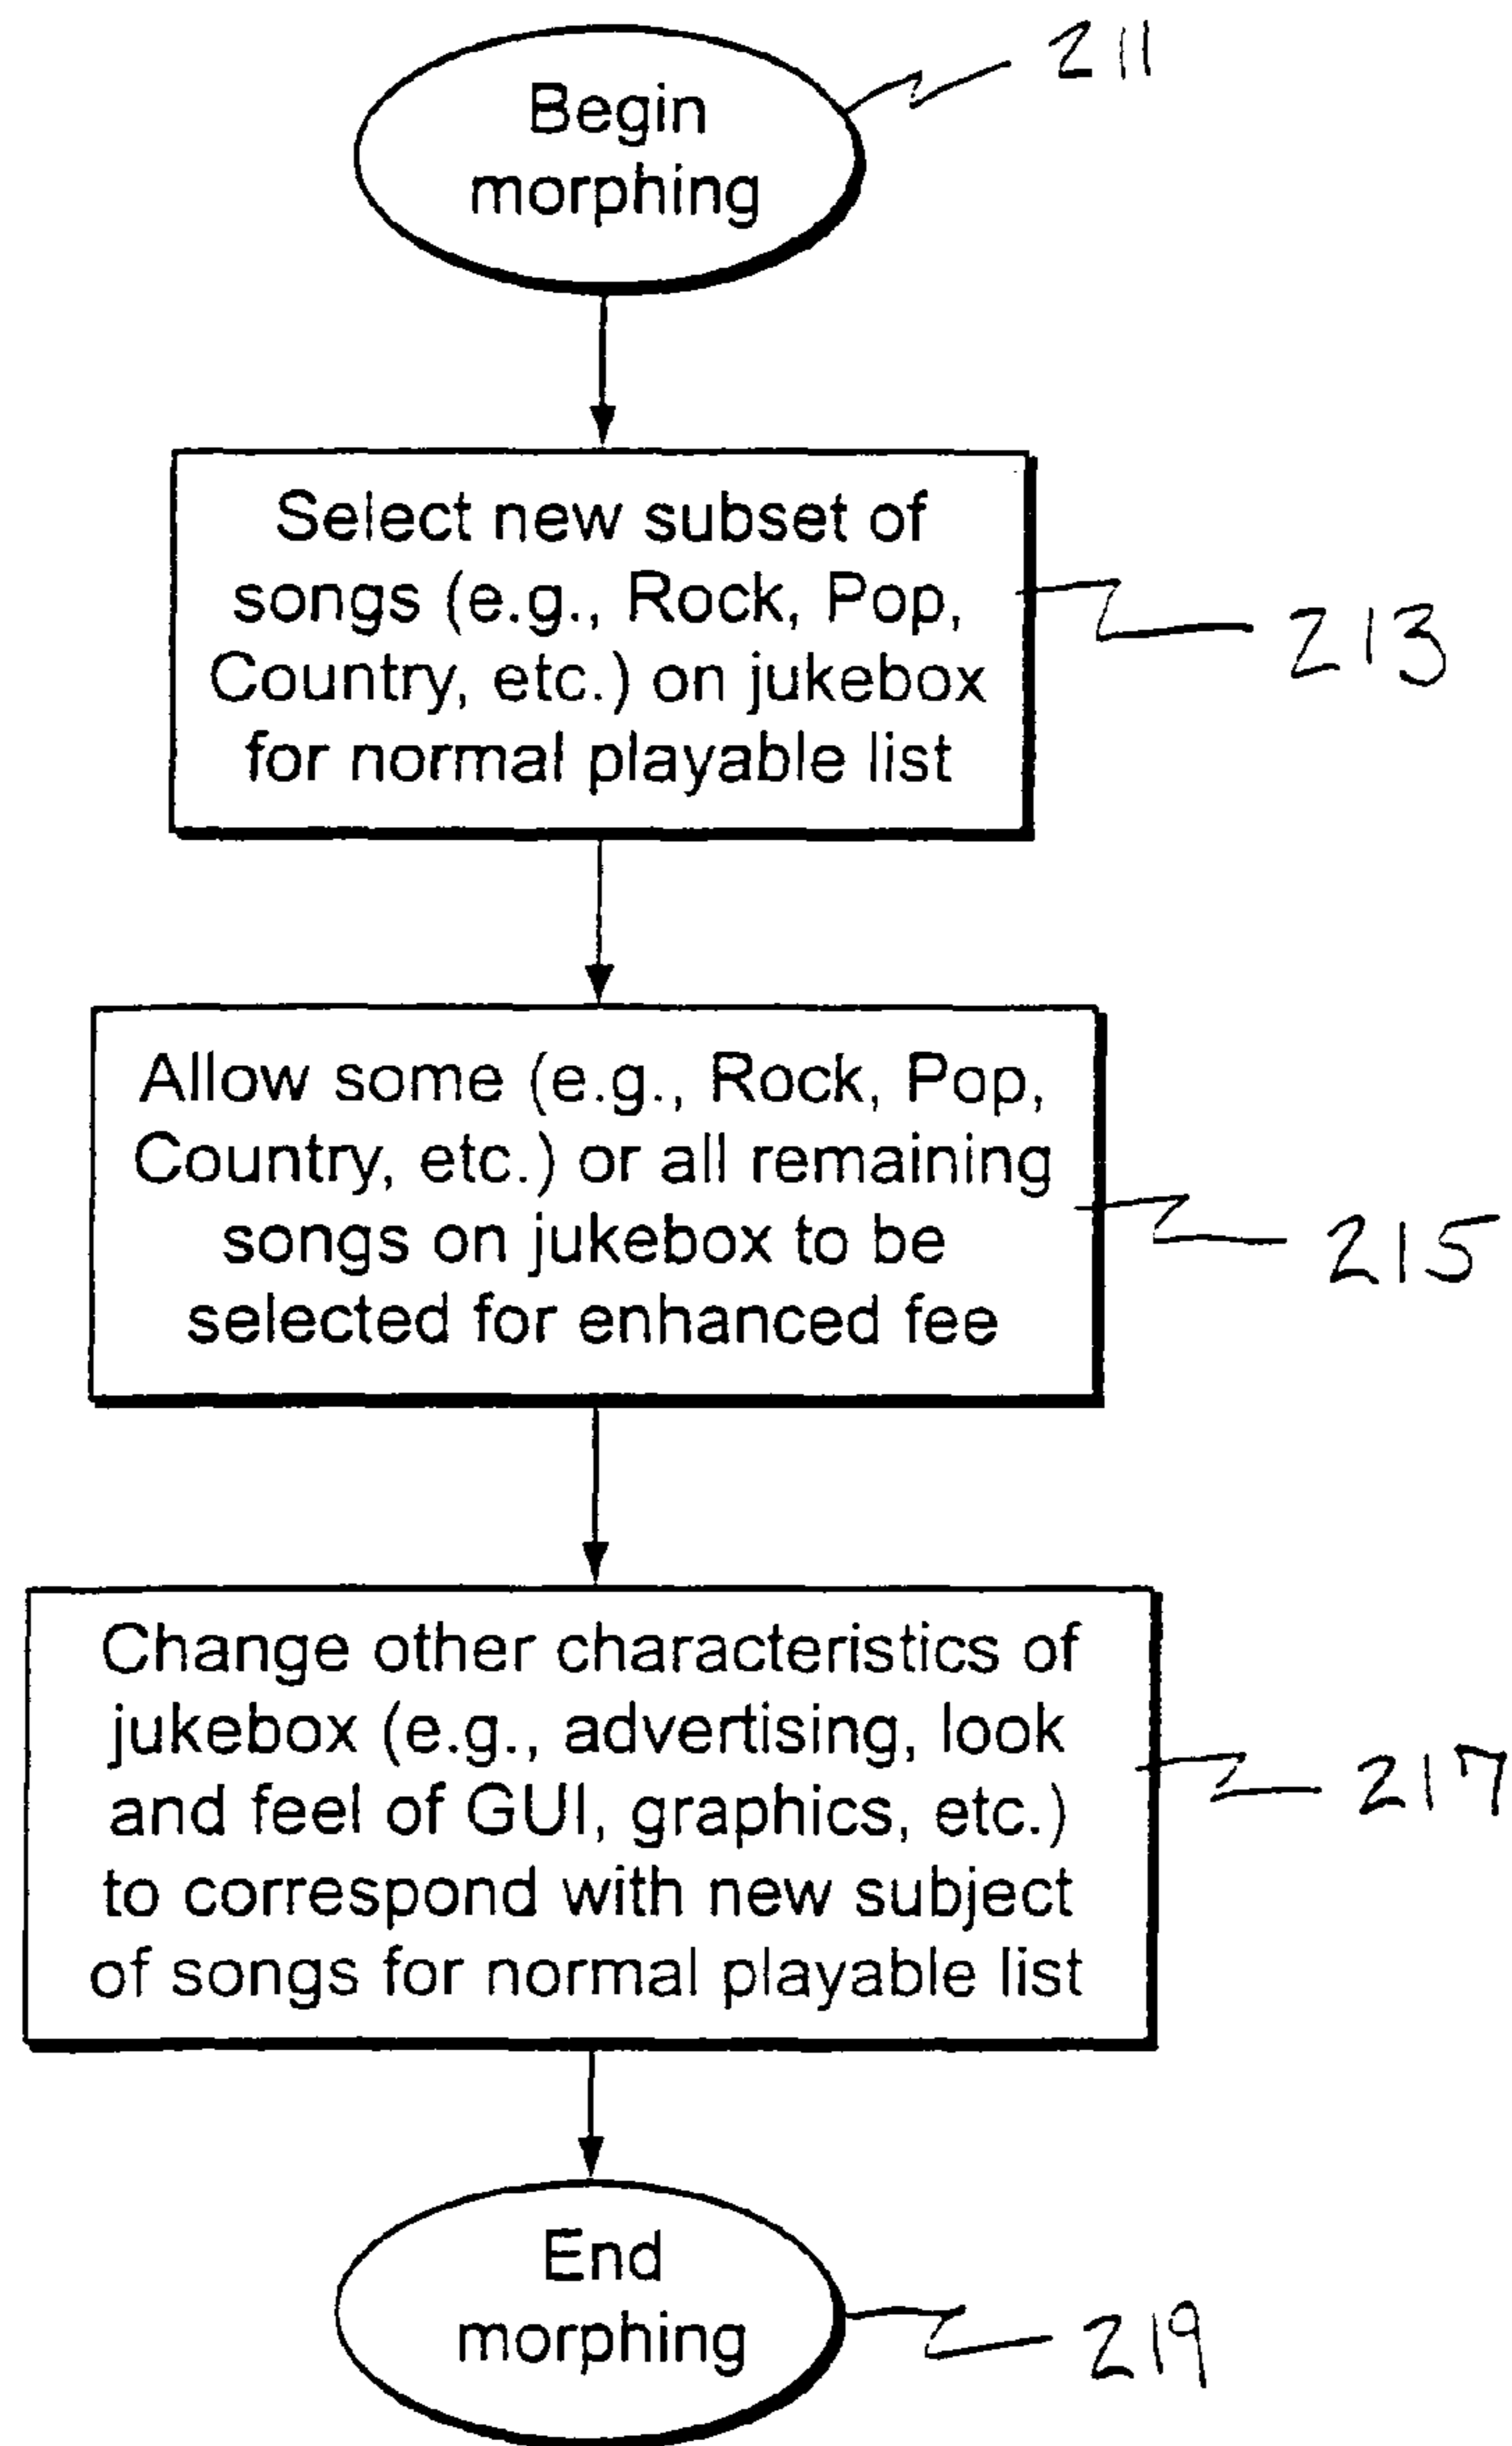 Begin
morphing
211
Select new subset of
songs (e.g., Rock, Pop,
Country, etc.) on jukebox
for normal playable list
213
Allow some (e.g., Rock, Pop,
Country, etc.) or all remaining
songs on jukebox to be
selected for enhanced fee
215
Change other characteristics of
jukebox (e.g., advertising, look
and feel of GUI, graphics, etc.)
to correspond with new subject
of songs for normal playable list
217
End
morphing
219